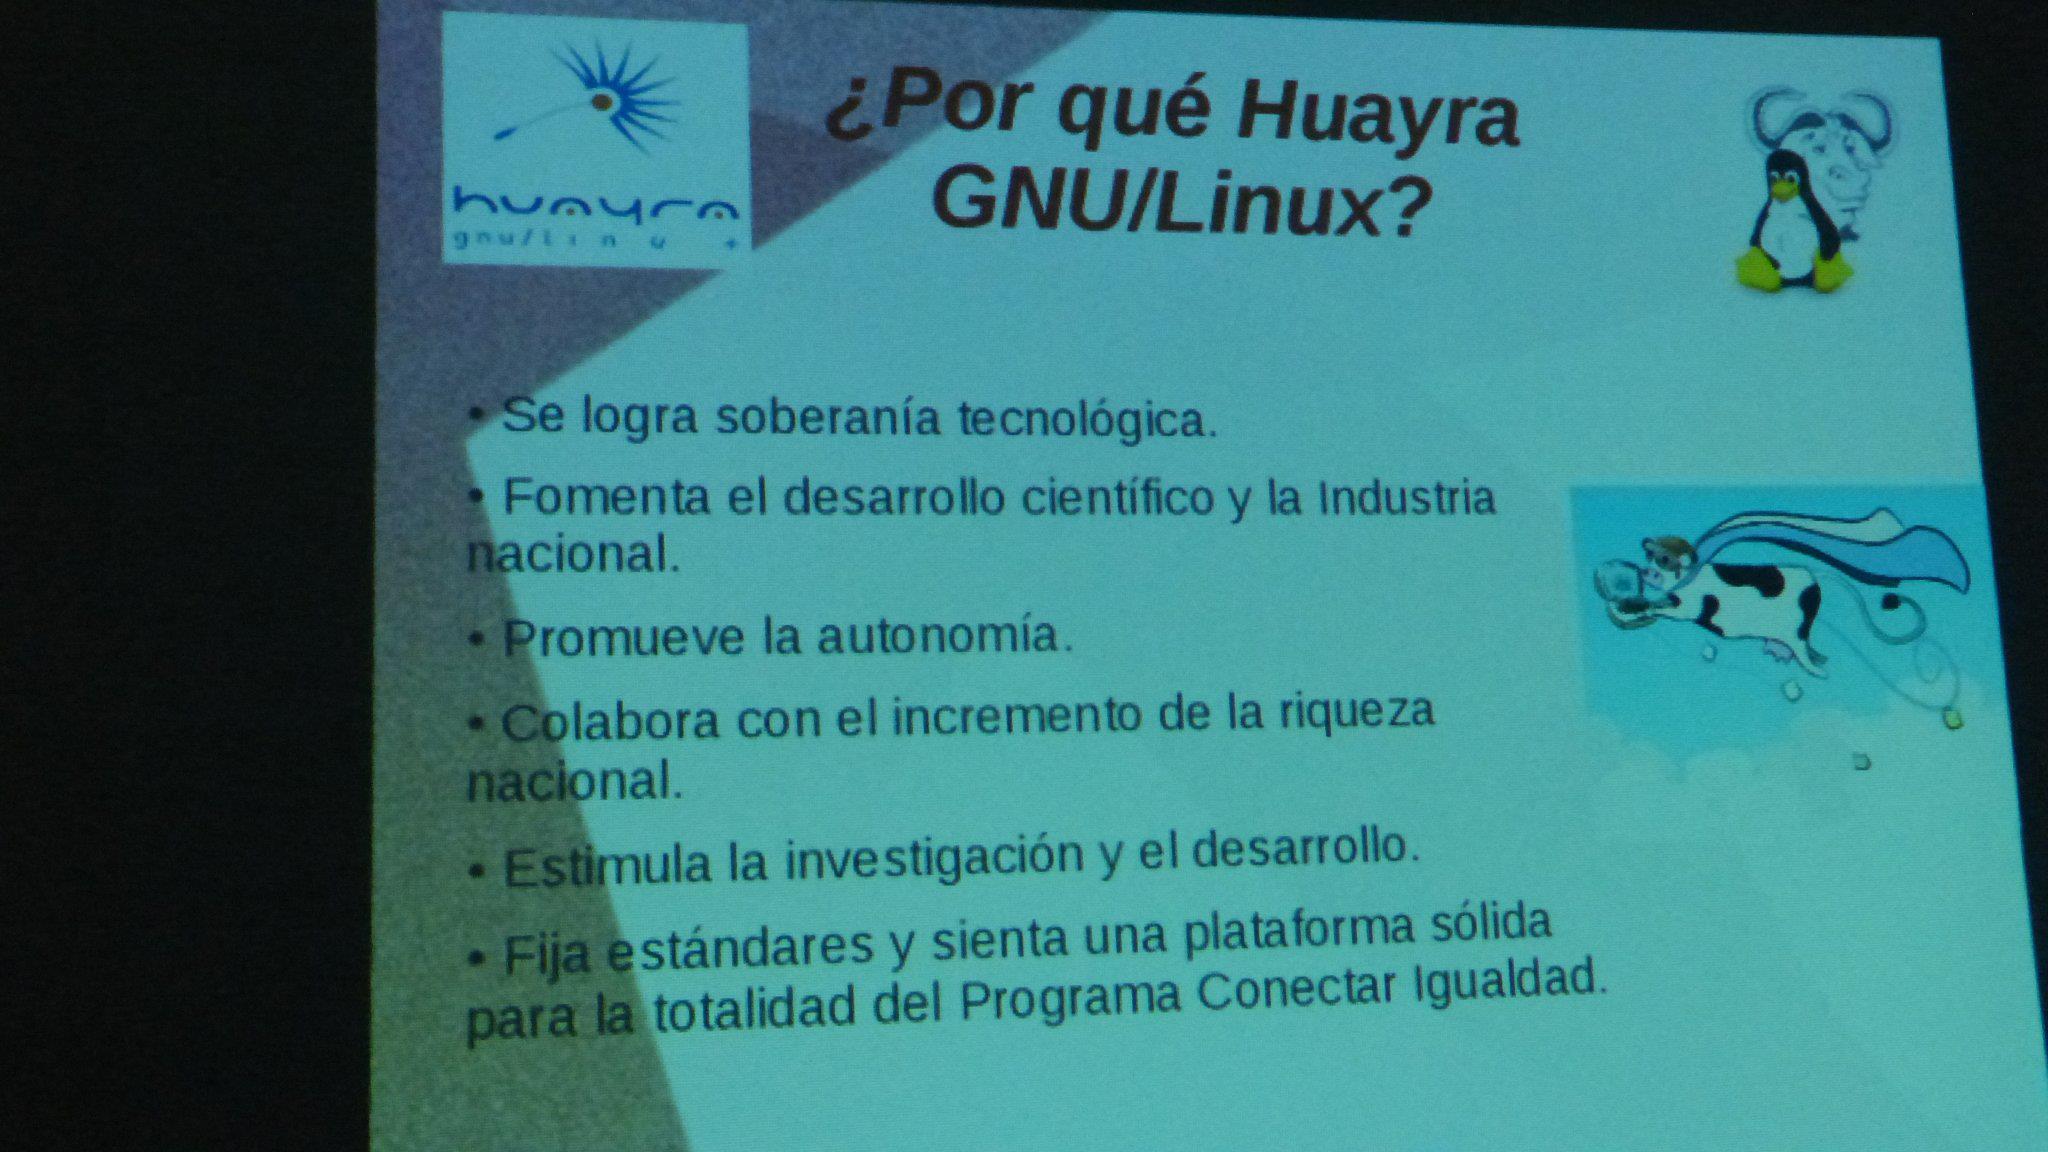 huayra
gnu/linu+
¿Por qué Huayra
GNU/Linux?
• Se logra soberanía tecnológica.
• Fomenta el desarrollo científico y la Industria
nacional.
• Promueve la autonomía.
• Colabora con el incremento de la riqueza
nacional.
• Estimula la investigación y el desarrollo.
• Fija estándares y sienta una plataforma sólida
para la totalidad del Programa Conectar Igualdad.